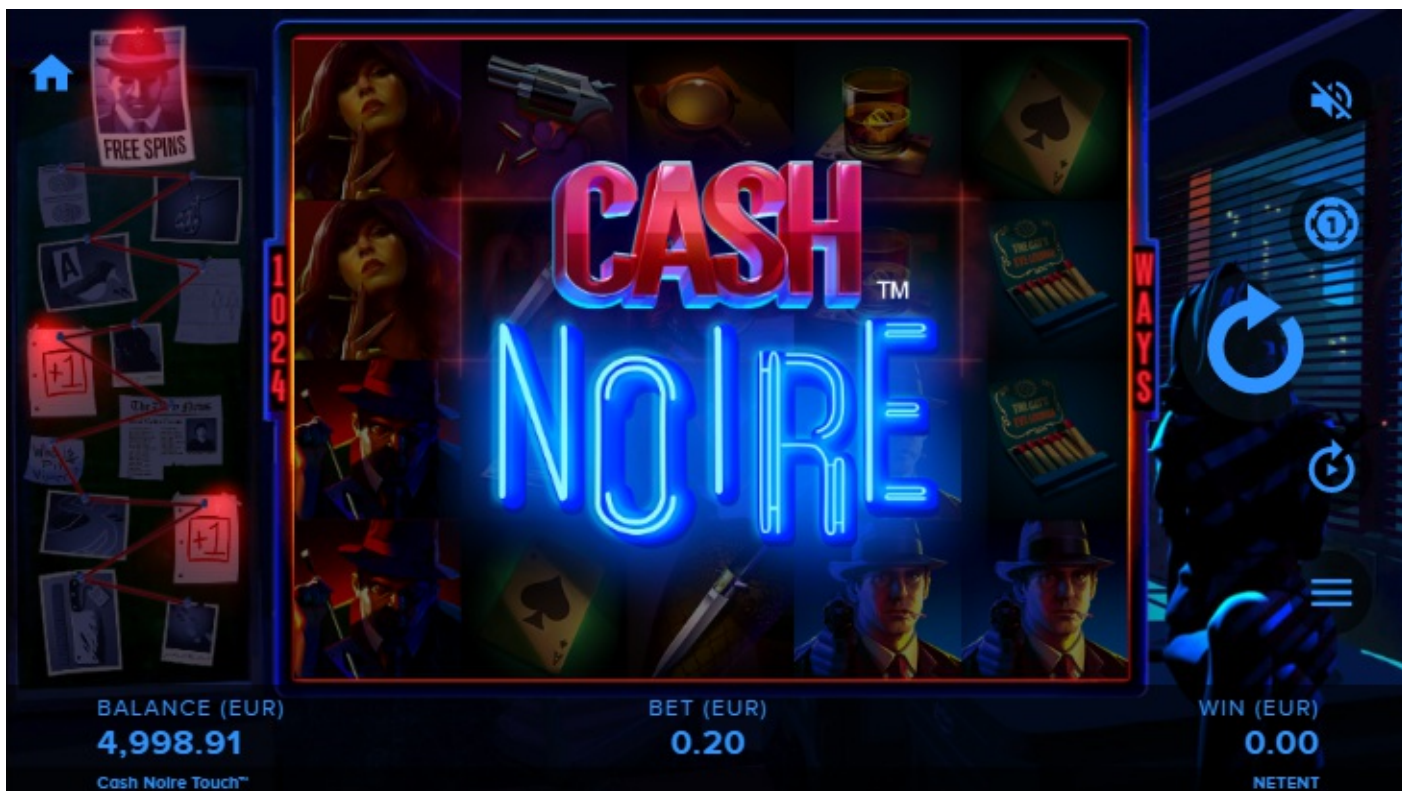 FREE SPINS
A
+1
+1
1024
WAYS
CASH
™
NOIRE
1
BALANCE (EUR)
4,998.91
BET (EUR)
0.20
WIN (EUR)
0.00
Cash Noire Touch™
NETENT